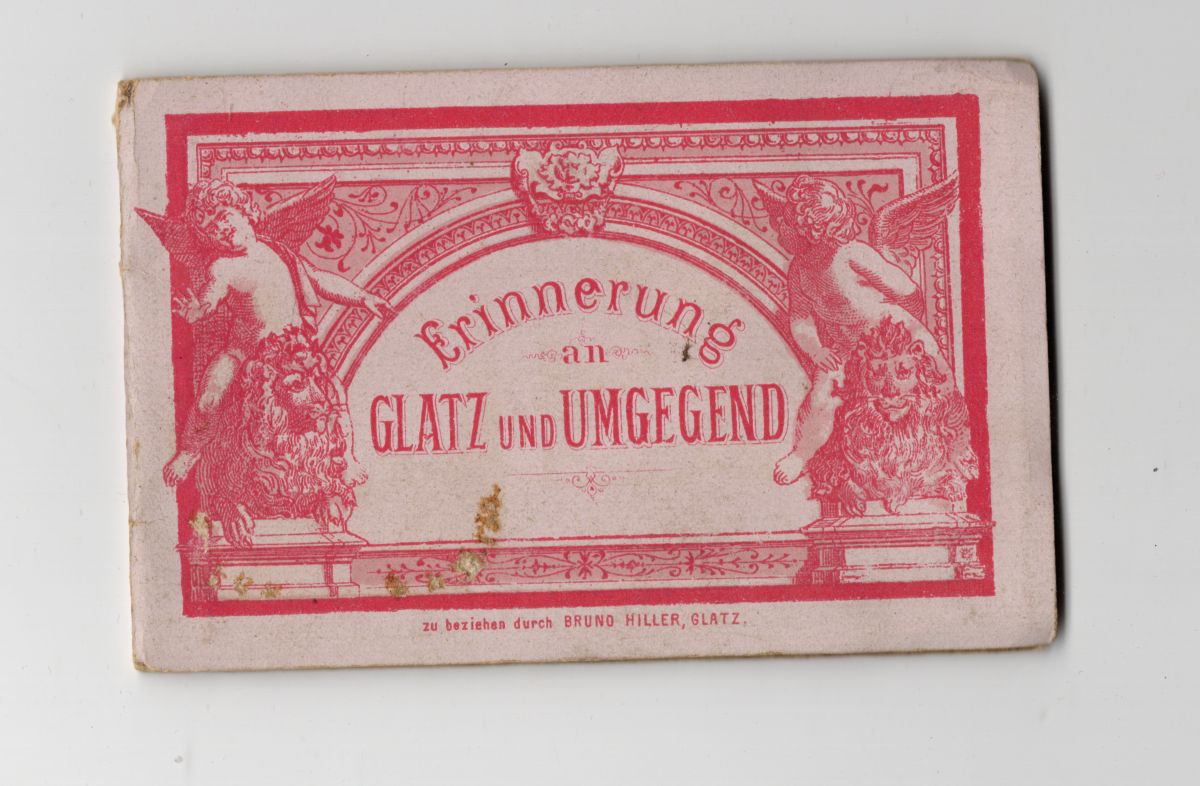 Erinnerung
an
GLATZ UND UMGEGEND
zu beziehen durch BRUNO HILLER, GLATZ.